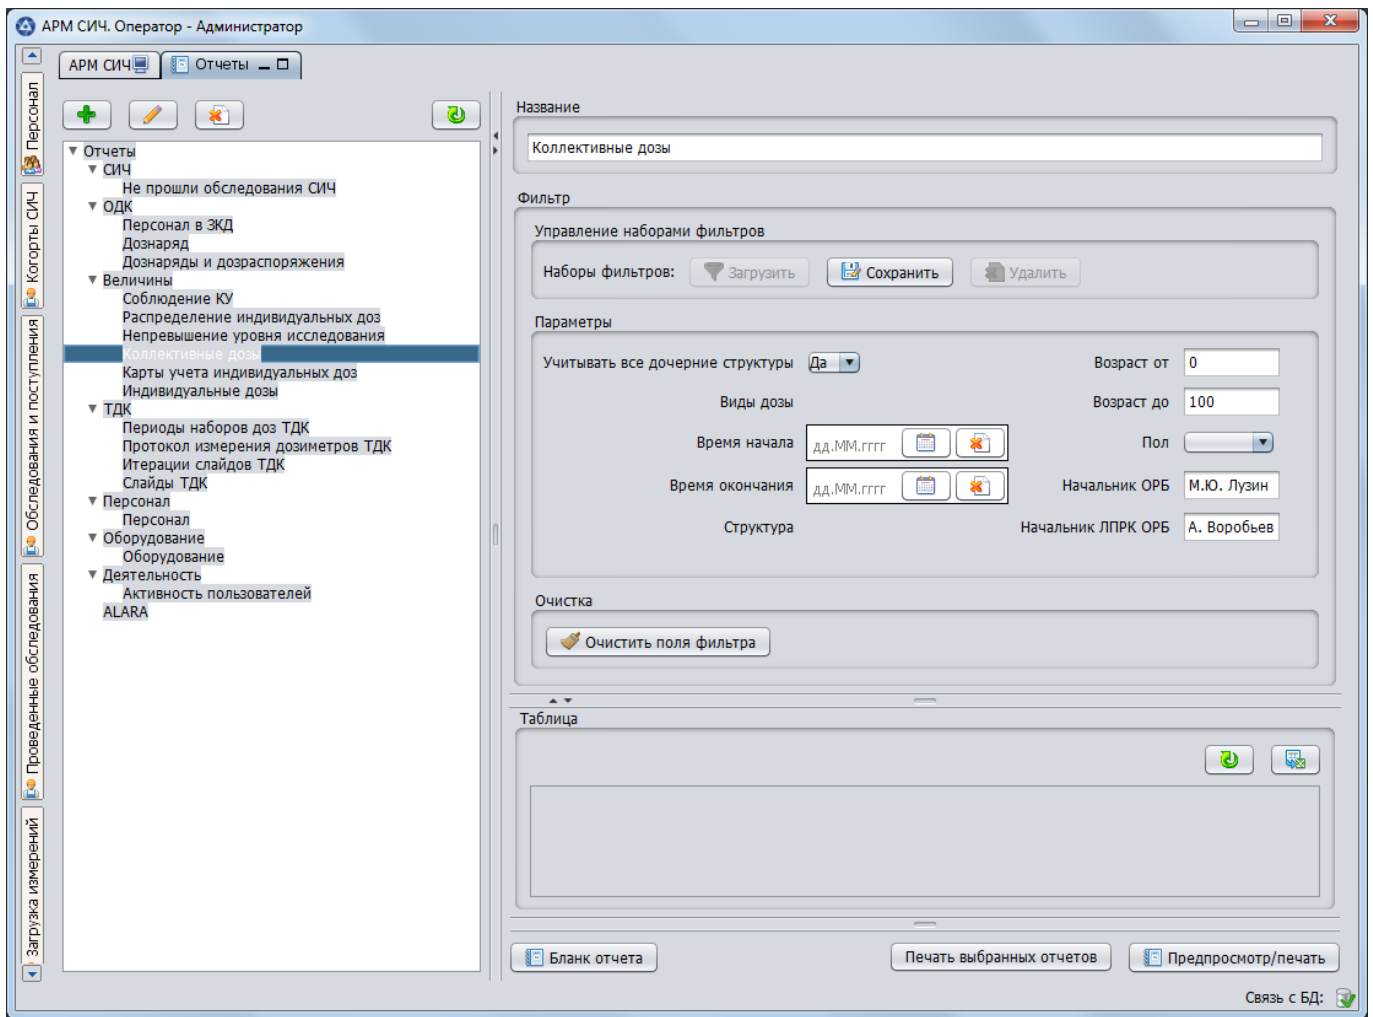 АРМ СИЧ. Оператор - Администратор
АРМ СИЧ
Отчеты
Персонал
Когорты СИЧ
Обследования и поступления
Проведенные обследования
Загрузка измерений
Отчеты
СИЧ
Не прошли обследования СИЧ
ОДК
Персонал в ЗКД
Дознаряд
Дознаряды и дозраспоряжения
Величины
Соблюдение КУ
Распределение индивидуальных доз
Непревышение уровня исследования
Коллективные дозы
Карты учета индивидуальных доз
Индивидуальные дозы
ТДК
Периоды наборов доз ТДК
Протокол измерения дозиметров ТДК
Итерации слайдов ТДК
Слайды ТДК
Персонал
Персонал
Оборудование
Оборудование
Деятельность
Активность пользователей
ALARA
Название
Коллективные дозы
Фильтр
Управление наборами фильтров
Наборы фильтров: Загрузить Сохранить Удалить
Параметры
Учитывать все дочерние структуры Да Возраст от 0
Виды дозы Возраст до 100
Время начала дд.ММ.гггг Пол
Время окончания дд.ММ.гггг Начальник ОРБ М.Ю. Лузин
Структура Начальник ЛПРК ОРБ А. Воробьев
Очистка
Очистить поля фильтра
Таблица
Бланк отчета Печать выбранных отчетов Предпросмотр/печать
Связь с БД: